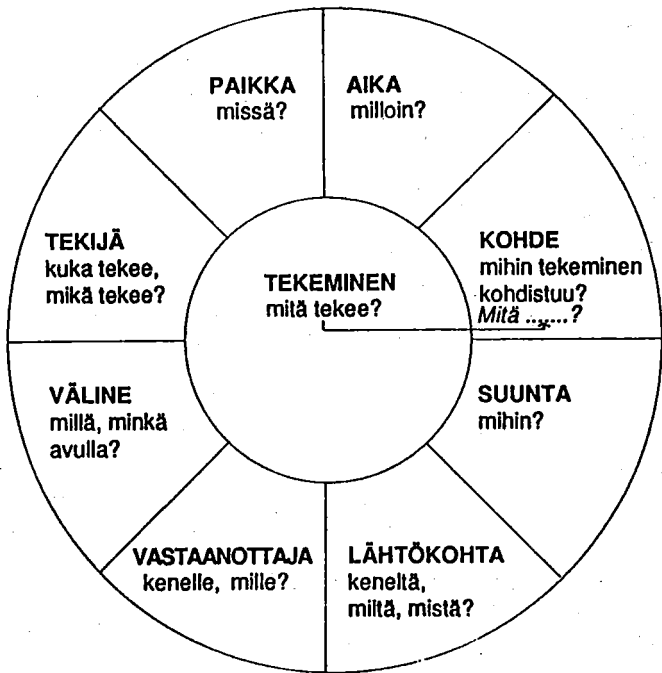 PAIKKA
missä?
AIKA
milloin?
TEKIJÄ
kuka tekee,
mikä tekee?
TEKEMINEN
mitä tekee?
KOHDE
mihin tekeminen
kohdistuu?
Mitä ..*....?
VÄLINE
millä, minkä
avulla?
SUUNTA
mihin?
VASTAANOTTAJA
kenelle, mille?
LÄHTÖKOHTA
keneltä,
miltä, mistä?